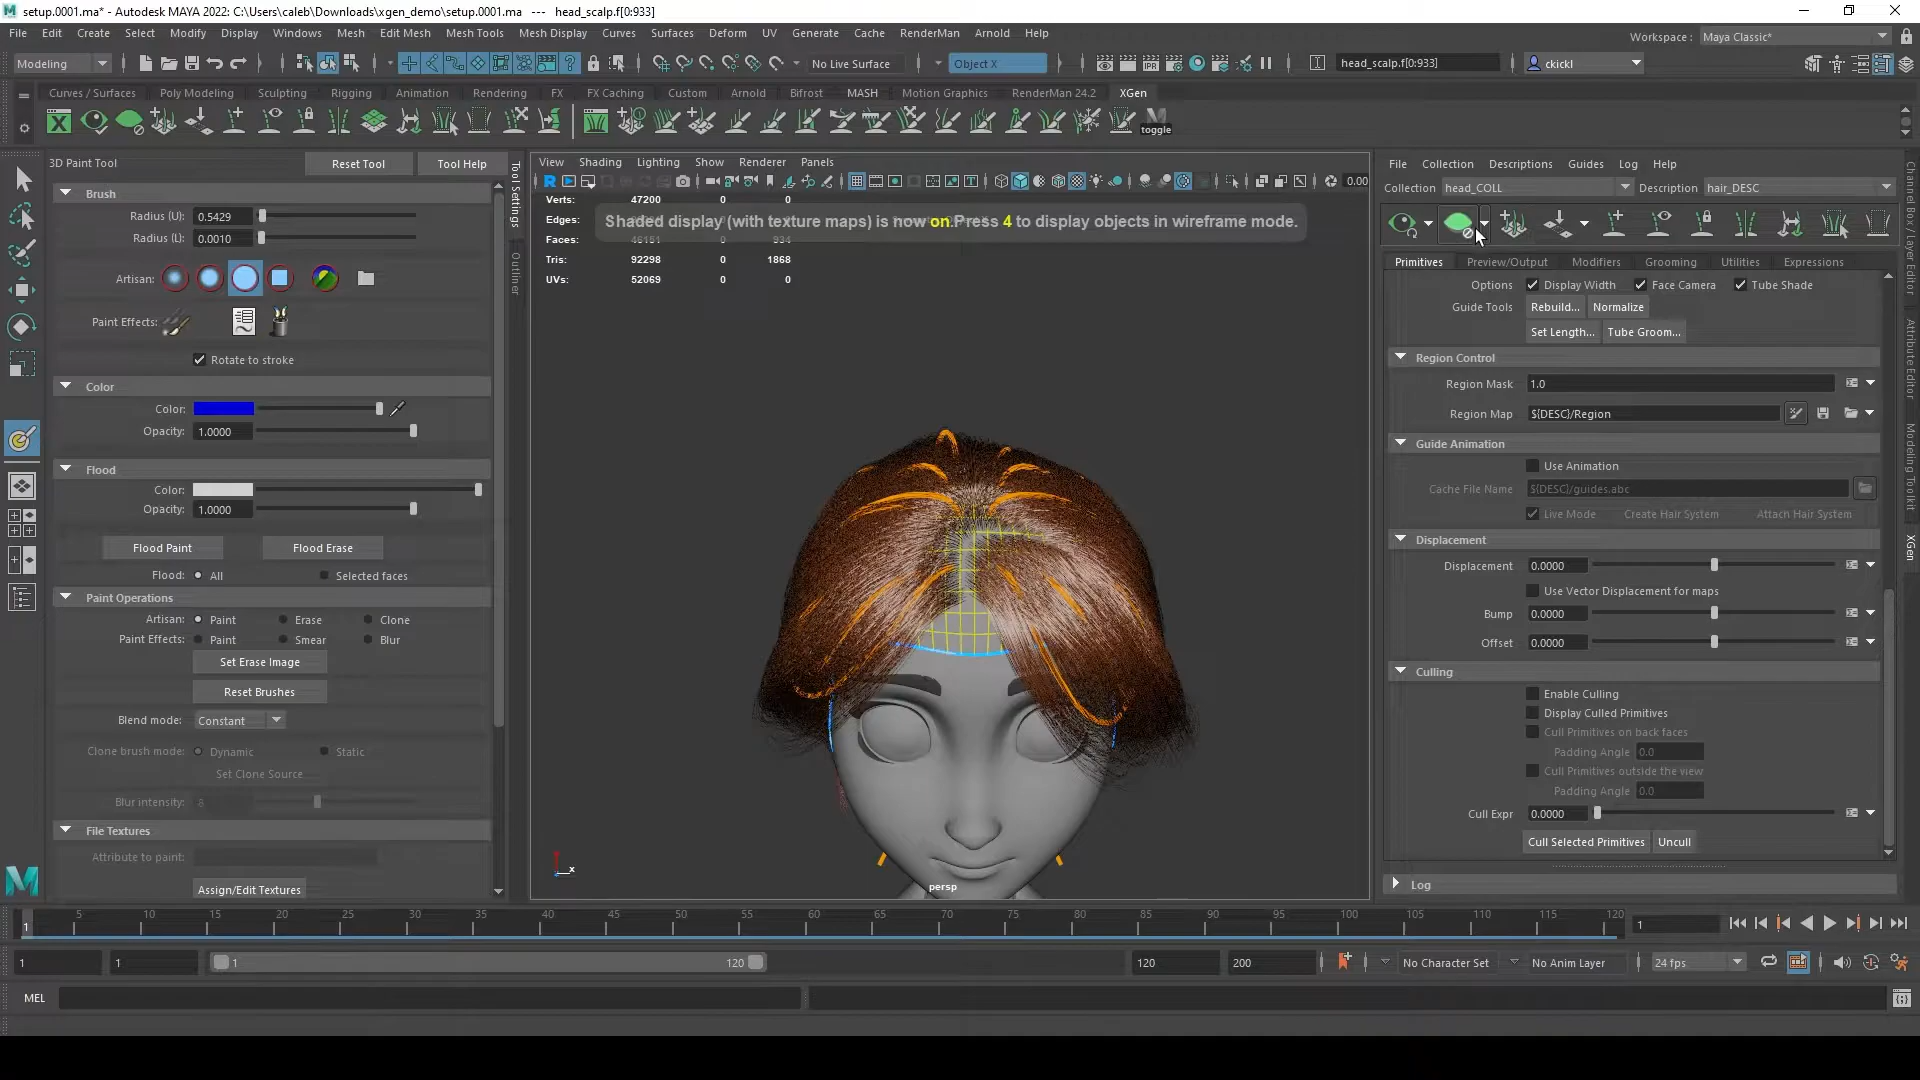 setup.0001.ma* - Autodesk MAYA 2022: C:\Users\caleb\Downloads\xgen_demo\setup.0001.ma --- head_scalp.f[0:933]
File Edit Create Select Modify Display Windows Mesh Edit Mesh Mesh Tools Mesh Display Curves Surfaces Deform UV Generate Cache RenderMan Arnold Help
Workspace : Maya Classic*
Modeling No Live Surface Object X head_scalp.f[0:933] ckickl
Curves / Surfaces Poly Modeling Sculpting Rigging Animation Rendering FX FX Caching Custom Arnold Bifrost MASH Motion Graphics RenderMan 24.2 XGen
toggle
3D Paint Tool Reset Tool Tool Help
Brush
Radius (U): 0.5429
Radius (L): 0.0010
Artisan:
Paint Effects:
Rotate to stroke
Color
Color:
Opacity: 1.0000
Flood
Color:
Opacity: 1.0000
Flood Paint Flood Erase
Flood: All Selected faces
Paint Operations
Artisan: Paint Erase Clone
Paint Effects: Paint Smear Blur
Set Erase Image
Reset Brushes
Blend mode: Constant
Clone brush mode: Dynamic Static
Set Clone Source
Blur intensity: 8
File Textures
Attribute to paint:
Assign/Edit Textures
Tool Settings
Outliner
View Shading Lighting Show Renderer Panels
0.00
Verts: 47200 0 0
Edges:
Faces: 934
Tris: 92298 0 1868
UVs: 52069 0 0
Shaded display (with texture maps) is now on.Press 4 to display objects in wireframe mode.
x
persp
File Collection Descriptions Guides Log Help
Collection head_COLL Description hair_DESC
Primitives Preview/Output Modifiers Grooming Utilities Expressions
Options Display Width Face Camera Tube Shade
Guide Tools Rebuild... Normalize
Set Length... Tube Groom...
Region Control
Region Mask 1.0
Region Map ${DESC}/Region
Guide Animation
Use Animation
Cache File Name ${DESC}/guides.abc
Live Mode Create Hair System Attach Hair System
Displacement
Displacement 0.0000
Use Vector Displacement for maps
Bump 0.0000
Offset 0.0000
Culling
Enable Culling
Display Culled Primitives
Cull Primitives on back faces
Padding Angle 0.0
Cull Primitives outside the view
Padding Angle 0.0
Cull Expr 0.0000
Cull Selected Primitives Uncull
Log
Channel Box / Layer Editor
Attribute Editor
Modeling Toolkit
XGen
5 10 15 20 25 30 35 40 45 50 55 60 65 70 75 80 85 90 95 100 105 110 115 120
1 1
1 1 1 120 120 200 No Character Set No Anim Layer 24 fps
MEL